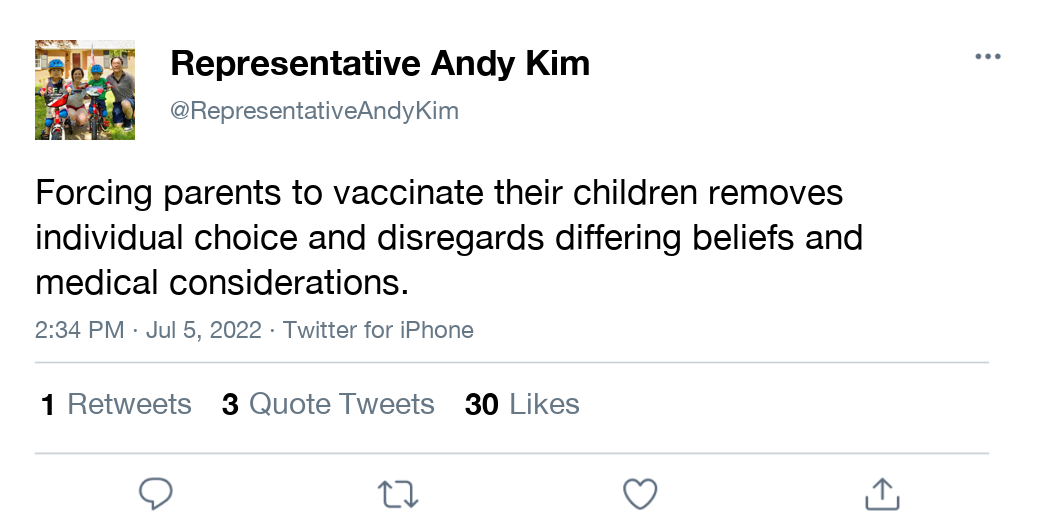 Representative Andy Kim
@RepresentativeAndyKim
Forcing parents to vaccinate their children removes
individual choice and disregards differing beliefs and
medical considerations.
2:34 PM · Jul 5, 2022 · Twitter for iPhone
1 Retweets 3 Quote Tweets 30 Likes